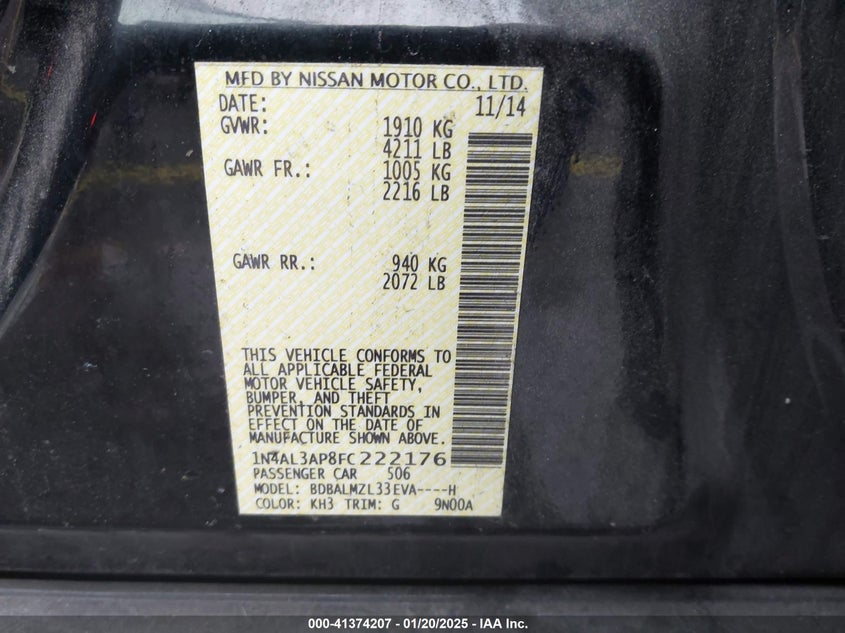 MFD BY NISSAN MOTOR CO., LTD.
DATE: 11/14
GVWR: 1910 KG
4211 LB
GAWR FR.: 1005 KG
2216 LB
GAWR RR.: 940 KG
2072 LB
THIS VEHICLE CONFORMS TO
ALL APPLICABLE FEDERAL
MOTOR VEHICLE SAFETY,
BUMPER, AND THEFT
PREVENTION STANDARDS IN
EFFECT ON THE DATE OF
MANUFACTURE SHOWN ABOVE.
1N4AL3AP8FC222176
PASSENGER CAR 506
MODEL: BDBALMZL33EVA----H
COLOR: KH3 TRIM: G 9N00A
000-41374207 - 01/20/2025 - IAA Inc.